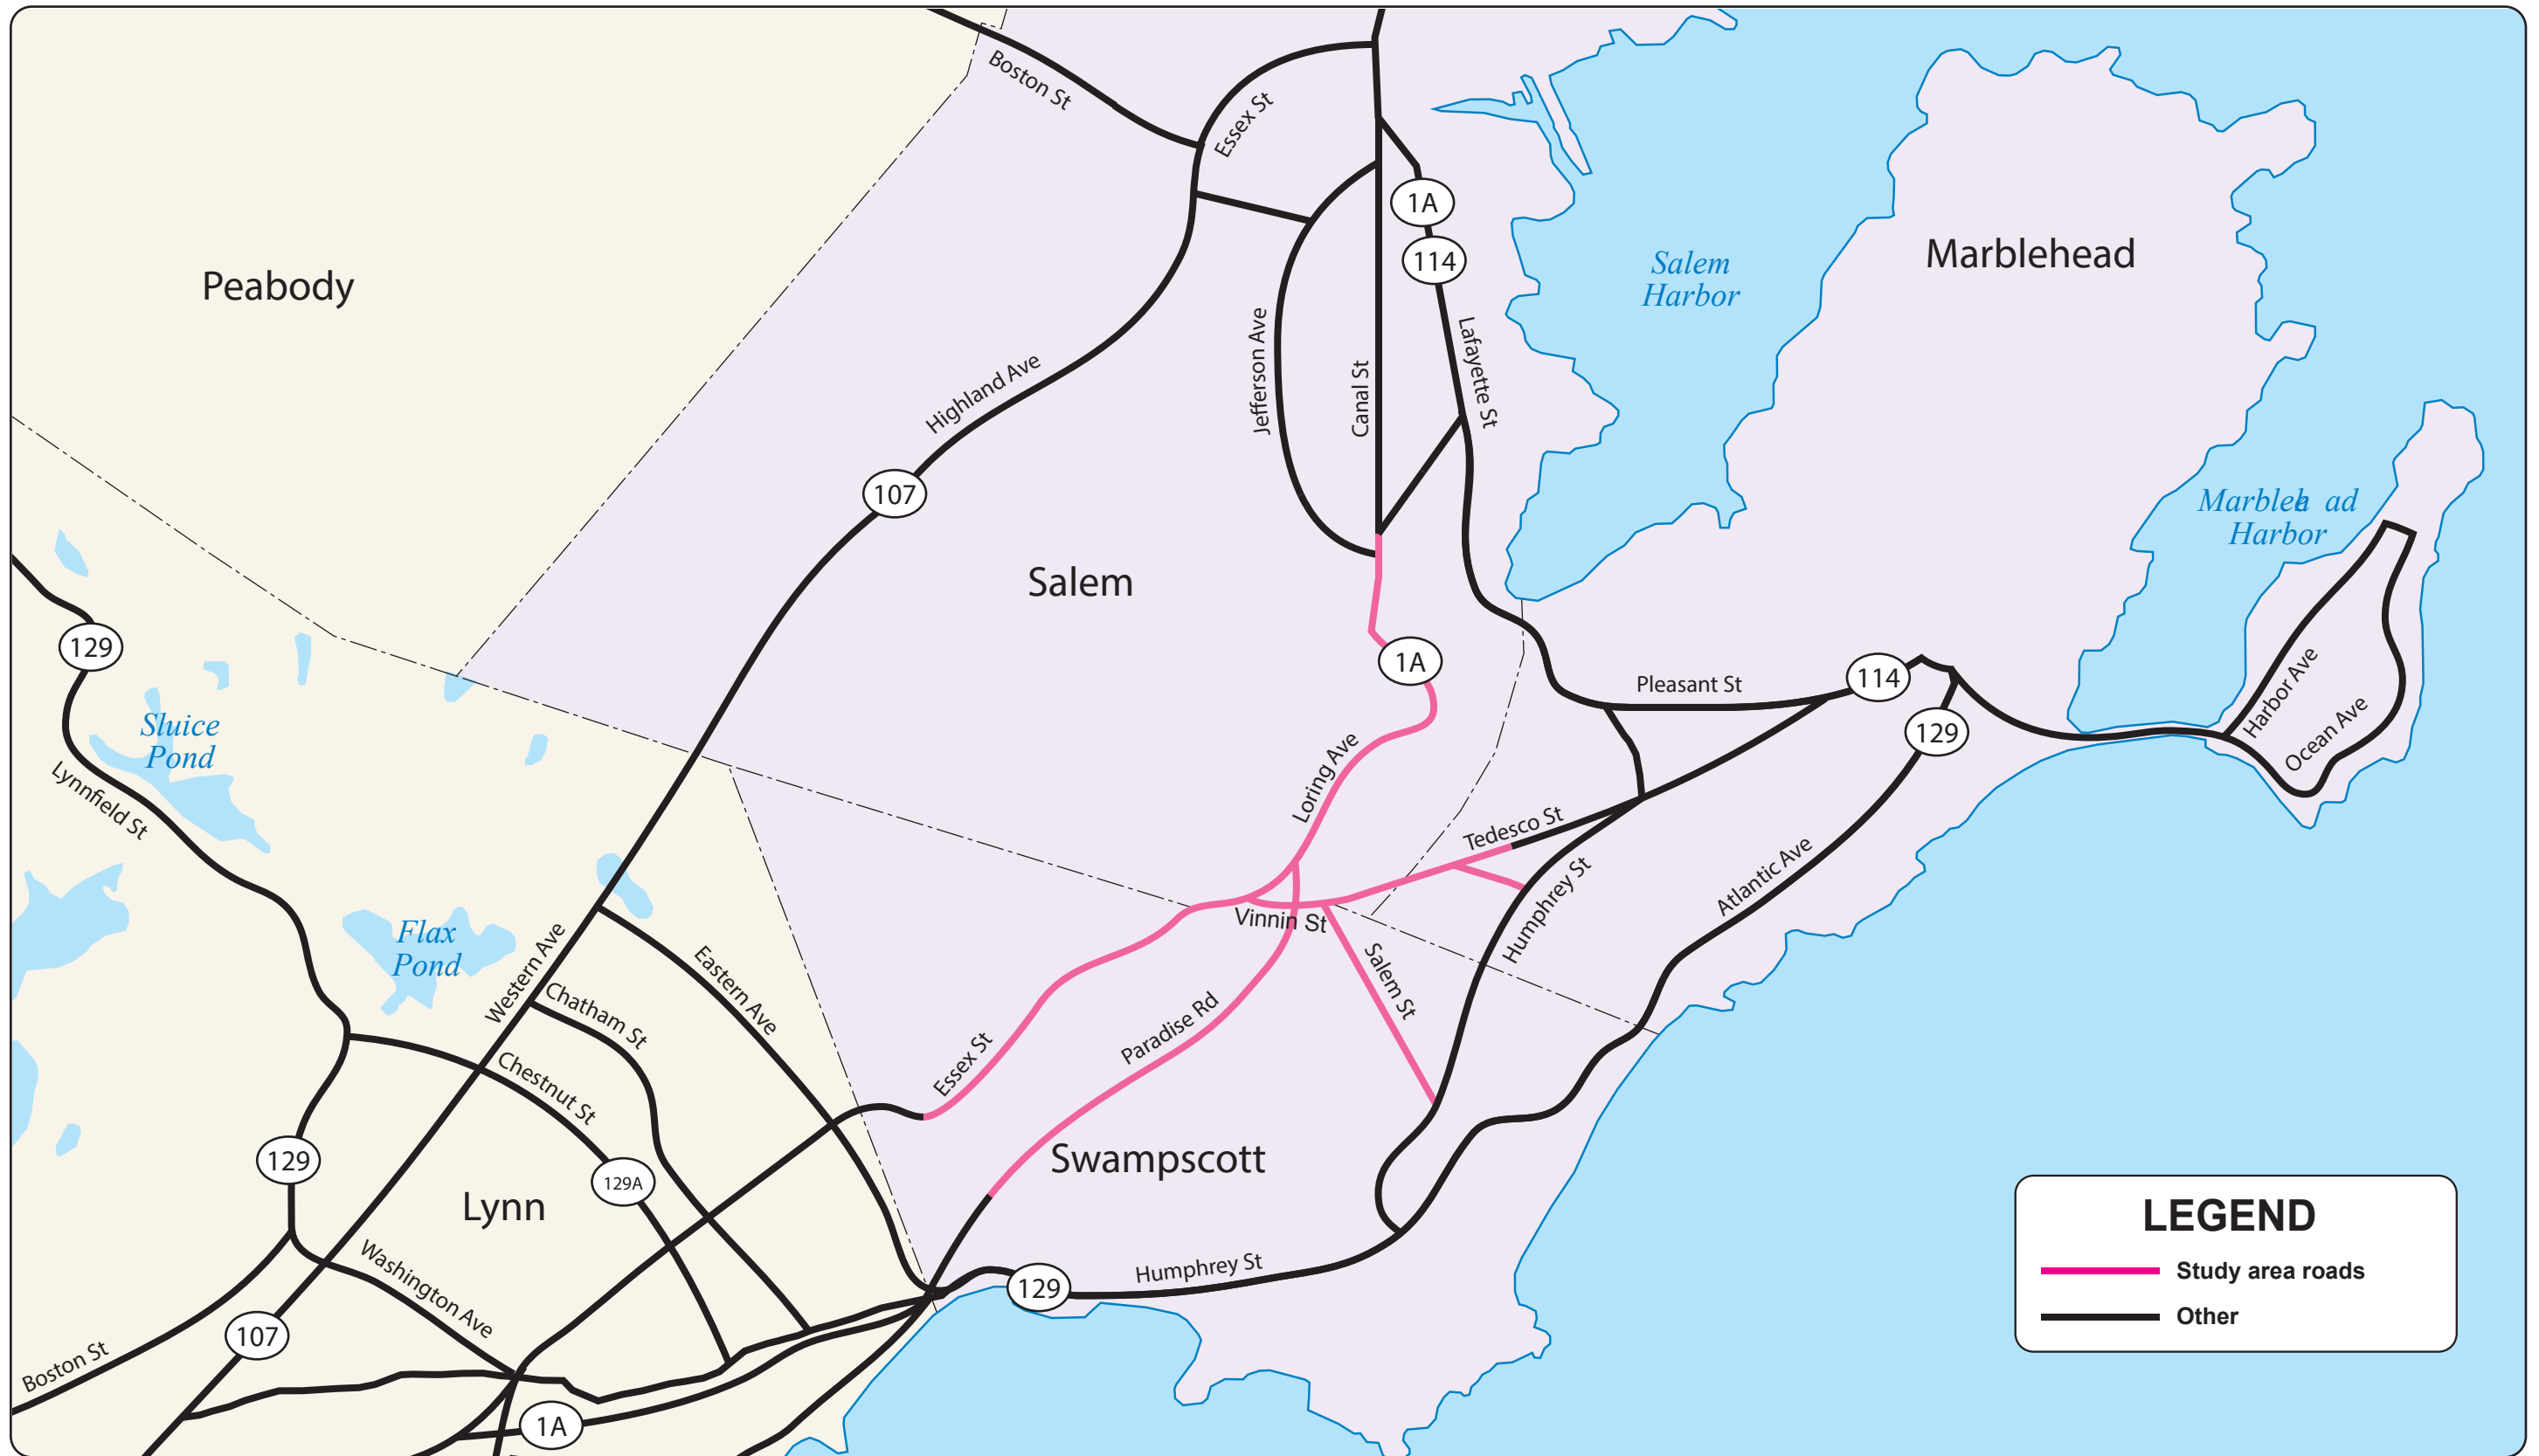 Boston St
Essex St
1A
114
Salem
Harbor
Marblehead
Peabody
Jefferson Ave
Canal St
Lafayette St
Highland Ave
107
Marblehead
Harbor
Salem
129
1A
Pleasant St
114
129
Harbor Ave
Ocean Ave
Sluice
Pond
Lynnfield St
Loring Ave
Tedesco St
Humphrey St
Atlantic Ave
Vinnin St
Flax
Pond
Western Ave
Eastern Ave
Chatham St
Chestnut St
Salem St
Paradise Rd
Essex St
129
129A
Lynn
Swampscott
Washington Ave
Humphrey St
129
107
Boston St
1A
LEGEND
Study area roads
Other